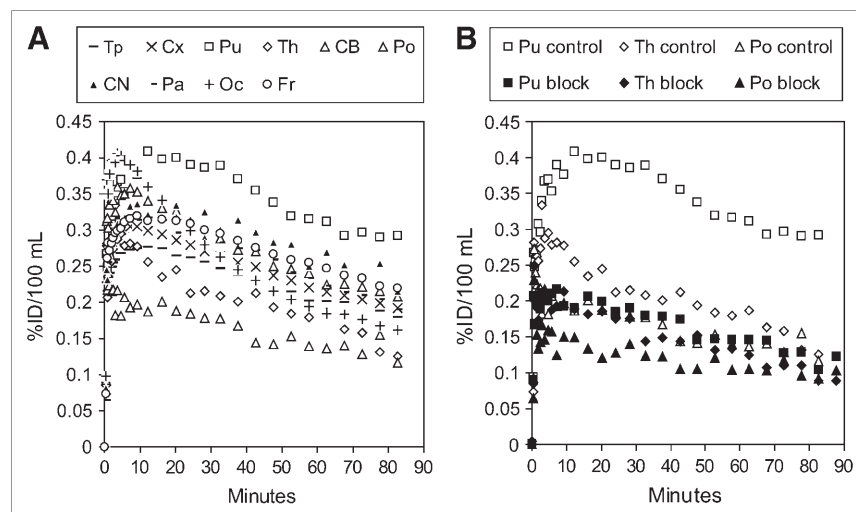 A
Tp Cx Pu Th CB Po
CN Pa Oc Fr
%ID/100 mL
0.45
0.4
0.35
0.3
0.25
0.2
0.15
0.1
0.05
0
0 10 20 30 40 50 60 70 80 90
Minutes
B
Pu control Th control Po control
Pu block Th block Po block
%ID/100 mL
0.45
0.4
0.35
0.3
0.25
0.2
0.15
0.1
0.05
0
0 10 20 30 40 50 60 70 80 90
Minutes